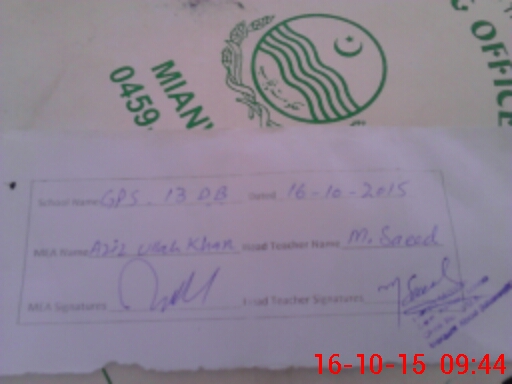 MIAN
0459-
G OFFICE
School Name GPS. 13 D.B Dated 16-10-2015
MEA Name Aziz Ullah Khan Head Teacher Name M. Saeed
MEA Signatures Head Teacher Signatures
16-10-15 09:44